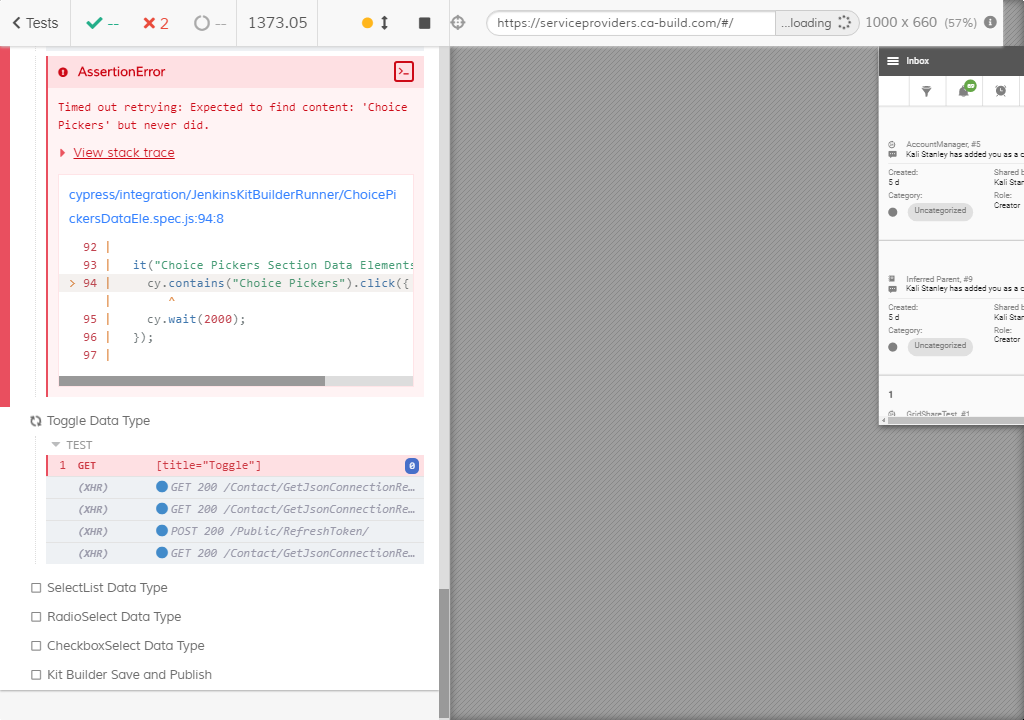 Tests
--
2
--
1373.05
https://serviceproviders.ca-build.com/#/
...loading
1000 x 660 (57%)
AssertionError
Timed out retrying: Expected to find content: 'Choice
Pickers' but never did.
View stack trace
cypress/integration/JenkinsKitBuilderRunner/ChoicePi
ckersDataEle.spec.js:94:8
92 |
93 | it("Choice Pickers Section Data Elements
> 94 | cy.contains("Choice Pickers").click({
| ^
95 | cy.wait(2000);
96 | });
97 |
Toggle Data Type
TEST
1 GET [title="Toggle"] 0
(XHR) GET 200 /Contact/GetJsonConnectionRe...
(XHR) GET 200 /Contact/GetJsonConnectionRe...
(XHR) POST 200 /Public/RefreshToken/
(XHR) GET 200 /Contact/GetJsonConnectionRe...
SelectList Data Type
RadioSelect Data Type
CheckboxSelect Data Type
Kit Builder Save and Publish
Inbox
AccountManager, #5
Kali Stanley has added you as a c
Created: Shared b
5 d Kali Star
Category: Role:
Uncategorized Creator
Inferred Parent, #9
Kali Stanley has added you as a c
Created: Shared b
5 d Kali Star
Category: Role:
Uncategorized Creator
1
GridShareTest, #1